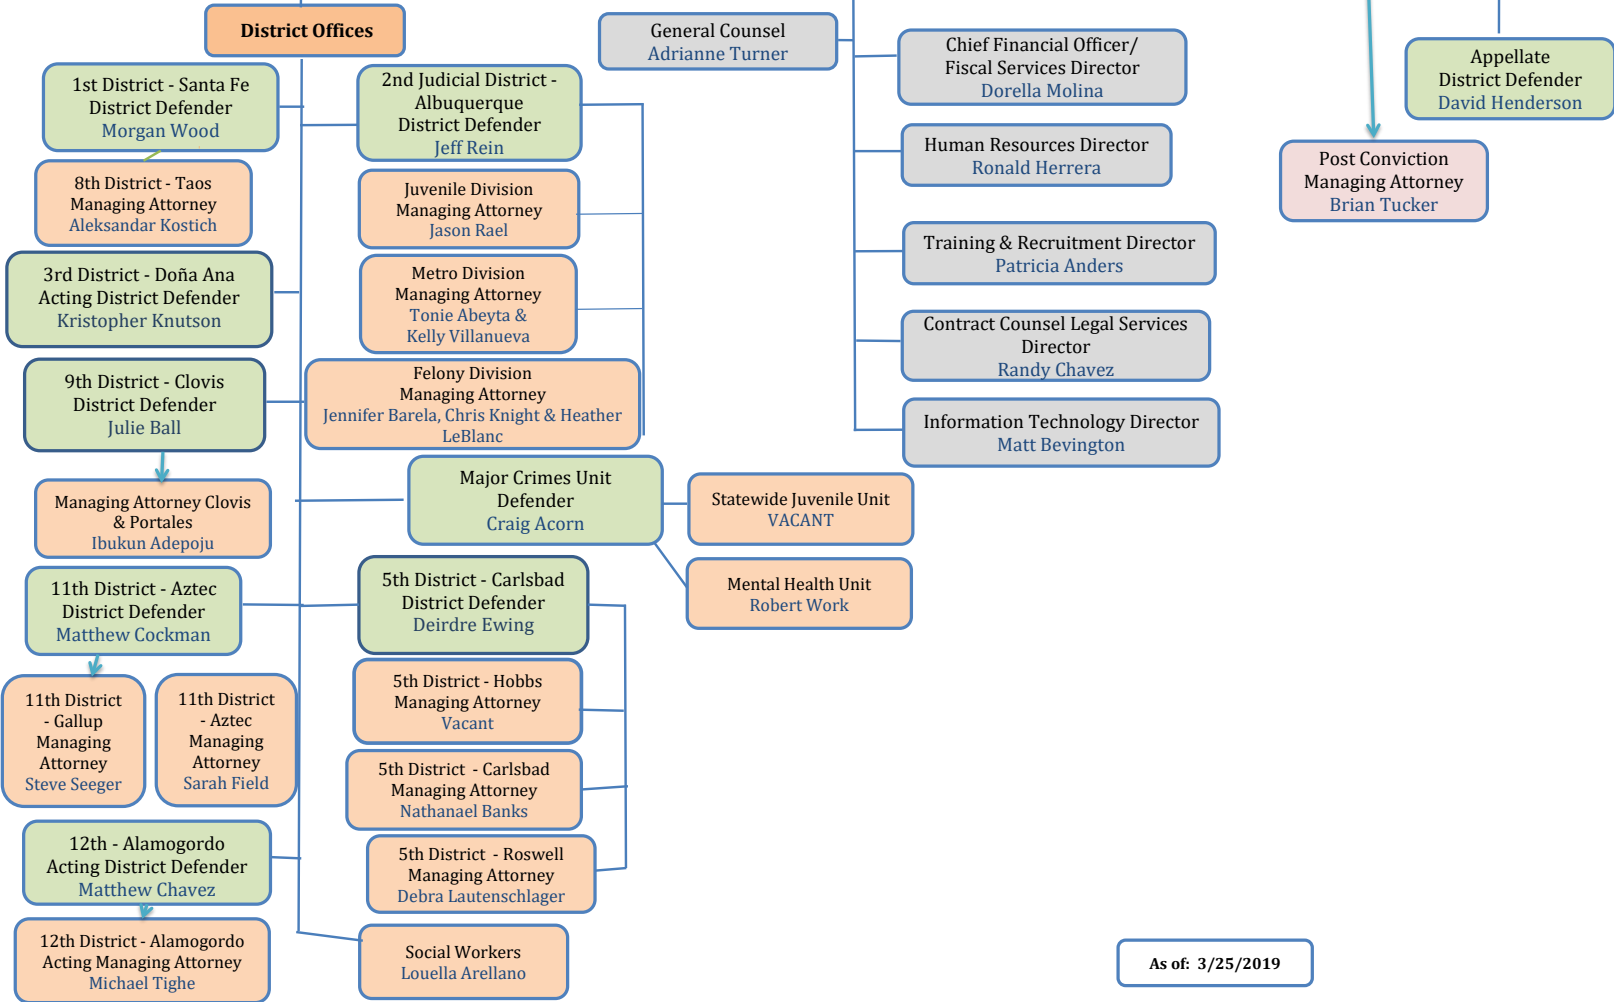 District Offices
1st District - Santa Fe
District Defender
Morgan Wood
8th District - Taos
Managing Attorney
Aleksandar Kostich
3rd District - Doña Ana
Acting District Defender
Kristopher Knutson
9th District - Clovis
District Defender
Julie Ball
Managing Attorney Clovis
& Portales
Ibukun Adepoju
11th District - Aztec
District Defender
Matthew Cockman
11th District
- Gallup
Managing
Attorney
Steve Seeger
11th District
- Aztec
Managing
Attorney
Sarah Field
12th - Alamogordo
Acting District Defender
Matthew Chavez
12th District - Alamogordo
Acting Managing Attorney
Michael Tighe
2nd Judicial District -
Albuquerque
District Defender
Jeff Rein
Juvenile Division
Managing Attorney
Jason Rael
Metro Division
Managing Attorney
Tonie Abeyta &
Kelly Villanueva
Felony Division
Managing Attorney
Jennifer Barela, Chris Knight & Heather
LeBlanc
Major Crimes Unit
Defender
Craig Acorn
Statewide Juvenile Unit
VACANT
Mental Health Unit
Robert Work
5th District - Carlsbad
District Defender
Deirdre Ewing
5th District - Hobbs
Managing Attorney
Vacant
5th District - Carlsbad
Managing Attorney
Nathanael Banks
5th District - Roswell
Managing Attorney
Debra Lautenschlager
Social Workers
Louella Arellano
General Counsel
Adrianne Turner
Chief Financial Officer/
Fiscal Services Director
Dorella Molina
Human Resources Director
Ronald Herrera
Training & Recruitment Director
Patricia Anders
Contract Counsel Legal Services
Director
Randy Chavez
Information Technology Director
Matt Bevington
Post Conviction
Managing Attorney
Brian Tucker
Appellate
District Defender
David Henderson
As of: 3/25/2019